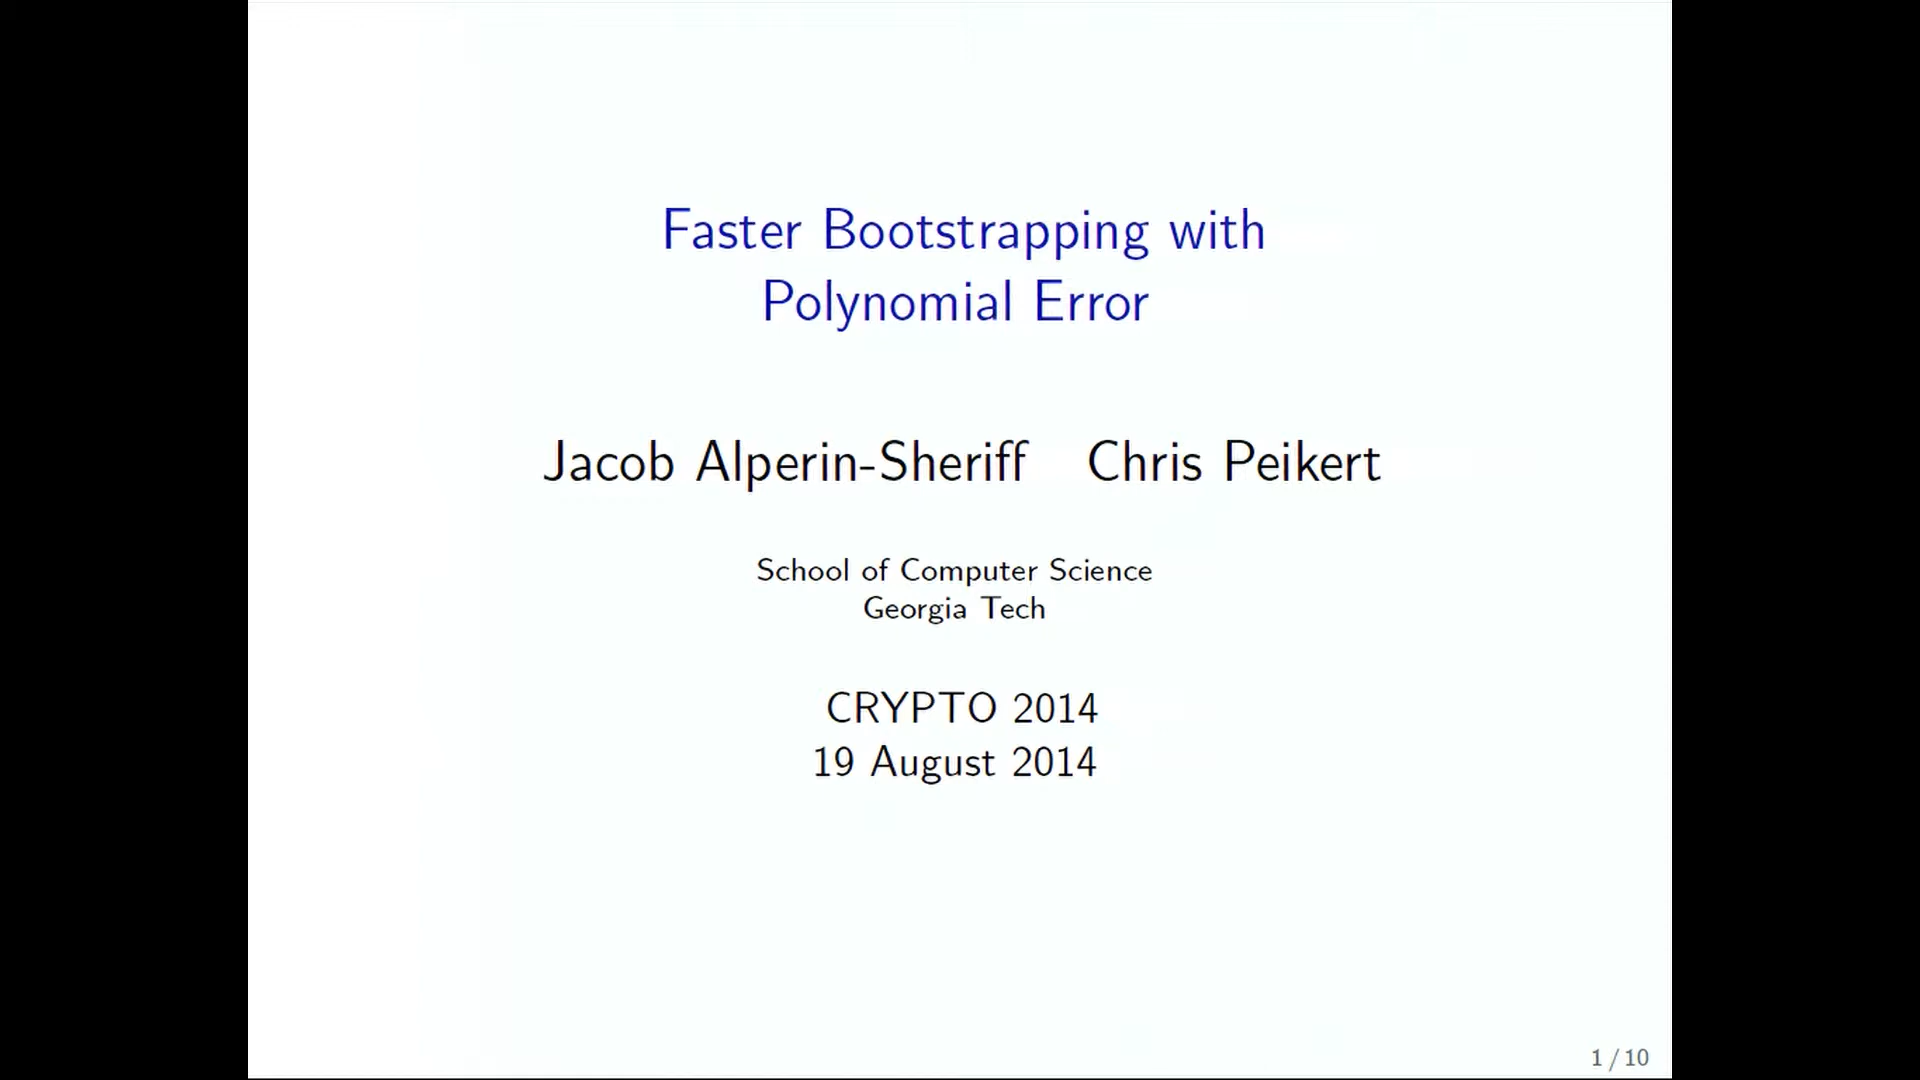 Faster Bootstrapping with
Polynomial Error
Jacob Alperin-Sheriff Chris Peikert
School of Computer Science
Georgia Tech
CRYPTO 2014
19 August 2014
1 / 10